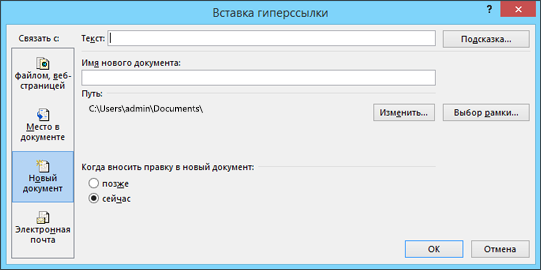 Вставка гиперссылки
?
Связать с:
Текст:
Подсказка...
файлом, веб-
страницей
Имя нового документа:
Путь:
C:\Users\admin\Documents\
Изменить...
Выбор рамки...
Место в
документе
Новый
документ
Когда вносить правку в новый документ:
позже
сейчас
Электронная
почта
ОК
Отмена